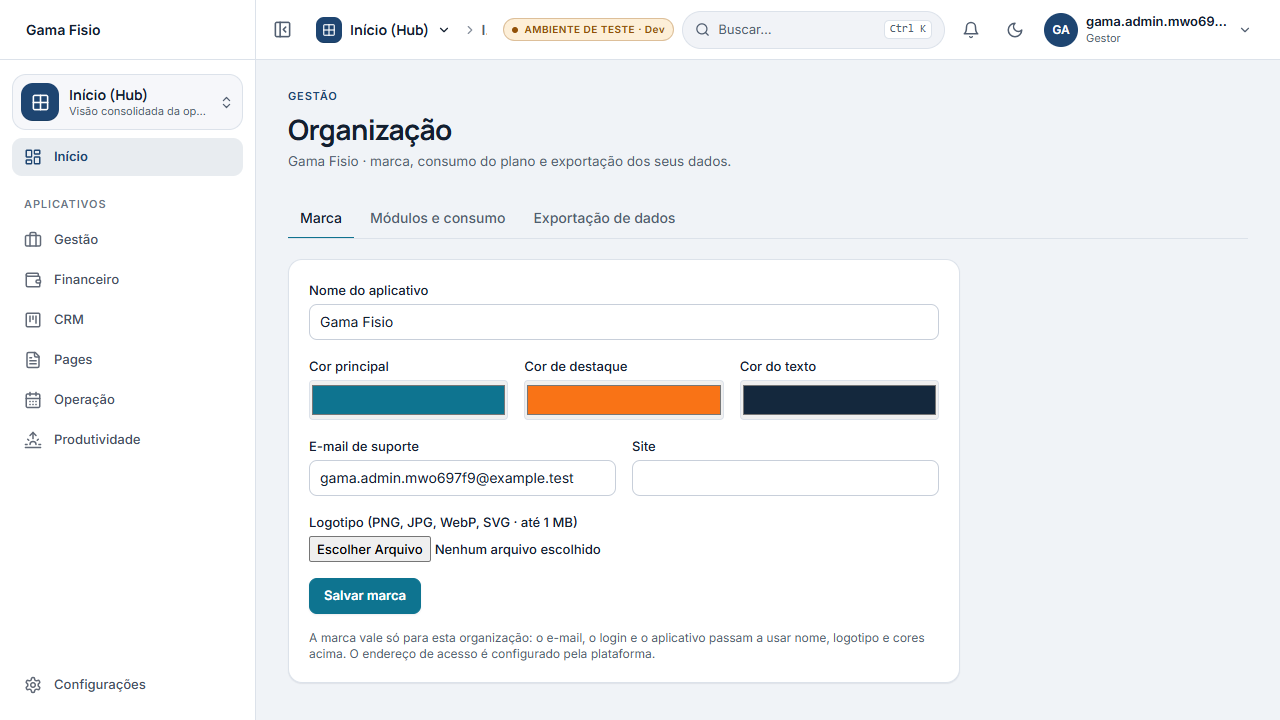 Gama Fisio
Início (Hub)
AMBIENTE DE TESTE · Dev
Buscar...
Ctrl K
GA
gama.admin.mwo69...
Gestor
Início (Hub)
Visão consolidada da op...
Início
APLICATIVOS
Gestão
Financeiro
CRM
Pages
Operação
Produtividade
Configurações
GESTÃO
Organização
Gama Fisio · marca, consumo do plano e exportação dos seus dados.
Marca
Módulos e consumo
Exportação de dados
Nome do aplicativo
Gama Fisio
Cor principal
Cor de destaque
Cor do texto
E-mail de suporte
Site
gama.admin.mwo697f9@example.test
Logotipo (PNG, JPG, WebP, SVG · até 1 MB)
Escolher Arquivo Nenhum arquivo escolhido
Salvar marca
A marca vale só para esta organização: o e-mail, o login e o aplicativo passam a usar nome, logotipo e cores
acima. O endereço de acesso é configurado pela plataforma.